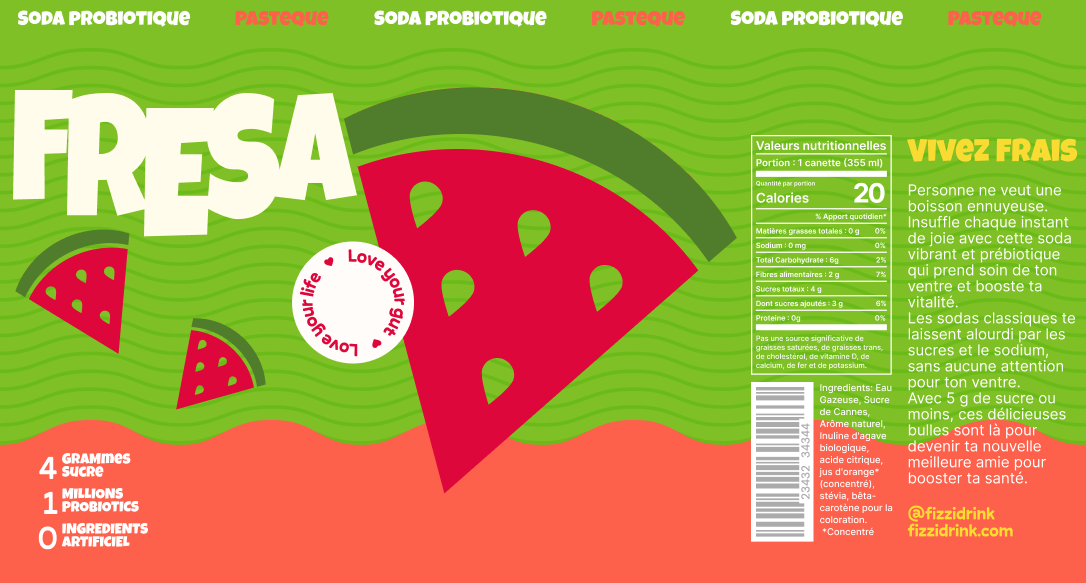 SODA PROBIOTIQUE PASTEQUE SODA PROBIOTIQUE PASTEQUE SODA PROBIOTIQUE PASTEQUE
FRESA
Love your gut
Love your life
4 GRAMMES
SUCRE
1 MILLIONS
PROBIOTICS
0 INGREDIENTS
ARTIFICIEL
Valeurs nutritionnelles
Portion : 1 canette (355 ml)
Quantité par portion
Calories 20
% Apport quotidien*
Matières grasses totales : 0 g 0%
Sodium : 0 mg 0%
Total Carbohydrate : 6g 2%
Fibres alimentaires : 2 g 7%
Sucres totaux : 4 g
Dont sucres ajoutés : 3 g 6%
Proteine : 0g 0%
Pas une source significative de
graisses saturées, de graisses trans,
de cholestérol, de vitamine D, de
calcium, de fer et de potassium.
23432 34344
Ingredients: Eau
Gazeuse, Sucre
de Cannes,
Arôme naturel,
Inuline d'agave
biologique,
acide citrique,
jus d'orange*
(concentré),
stévia, bêta-
carotène pour la
coloration.
*Concentré
VIVEZ FRAIS
Personne ne veut une
boisson ennuyeuse.
Insuffle chaque instant
de joie avec cette soda
vibrant et prébiotique
qui prend soin de ton
ventre et booste ta
vitalité.
Les sodas classiques te
laissent alourdi par les
sucres et le sodium,
sans aucune attention
pour ton ventre.
Avec 5 g de sucre ou
moins, ces délicieuses
bulles sont là pour
devenir ta nouvelle
meilleure amie pour
booster ta santé.
@fizzidrink
fizzidrink.com